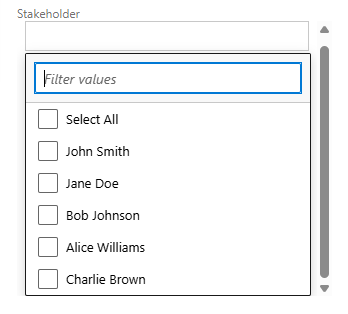 Stakeholder
Filter values
Select All
John Smith
Jane Doe
Bob Johnson
Alice Williams
Charlie Brown